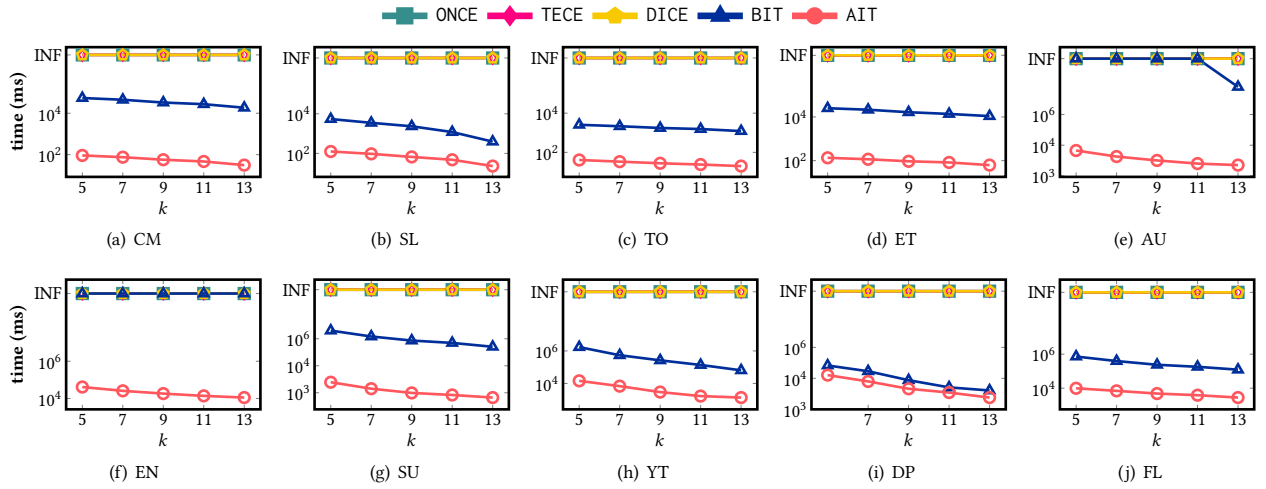 ONCE TECE DICE BIT AIT
time (ms)
INF
10^4
10^2
5 7 9 11 13
k
(a) CM
INF
10^4
10^2
5 7 9 11 13
k
(b) SL
INF
10^4
10^2
5 7 9 11 13
k
(c) TO
INF
10^4
10^2
5 7 9 11 13
k
(d) ET
INF
10^6
10^4
10^3
5 7 9 11 13
k
(e) AU
time (ms)
INF
10^6
10^4
5 7 9 11 13
k
(f) EN
INF
10^6
10^4
10^3
5 7 9 11 13
k
(g) SU
INF
10^6
10^4
5 7 9 11 13
k
(h) YT
INF
10^6
10^4
10^3
7 9 11 13
k
(i) DP
INF
10^6
10^4
5 7 9 11 13
k
(j) FL